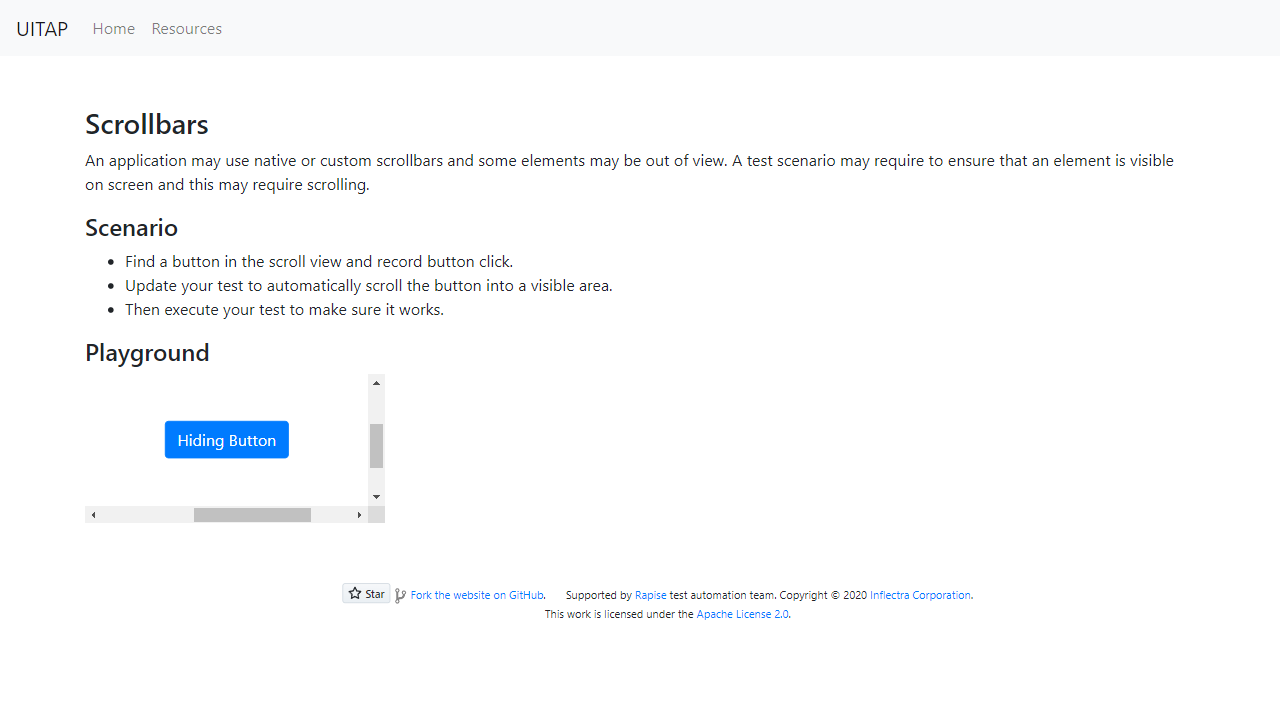 UITAP Home Resources
Scrollbars
An application may use native or custom scrollbars and some elements may be out of view. A test scenario may require to ensure that an element is visible
on screen and this may require scrolling.
Scenario
Find a button in the scroll view and record button click.
Update your test to automatically scroll the button into a visible area.
Then execute your test to make sure it works.
Playground
Hiding Button
Star Fork the website on GitHub. Supported by Rapise test automation team. Copyright © 2020 Inflectra Corporation.
This work is licensed under the Apache License 2.0.